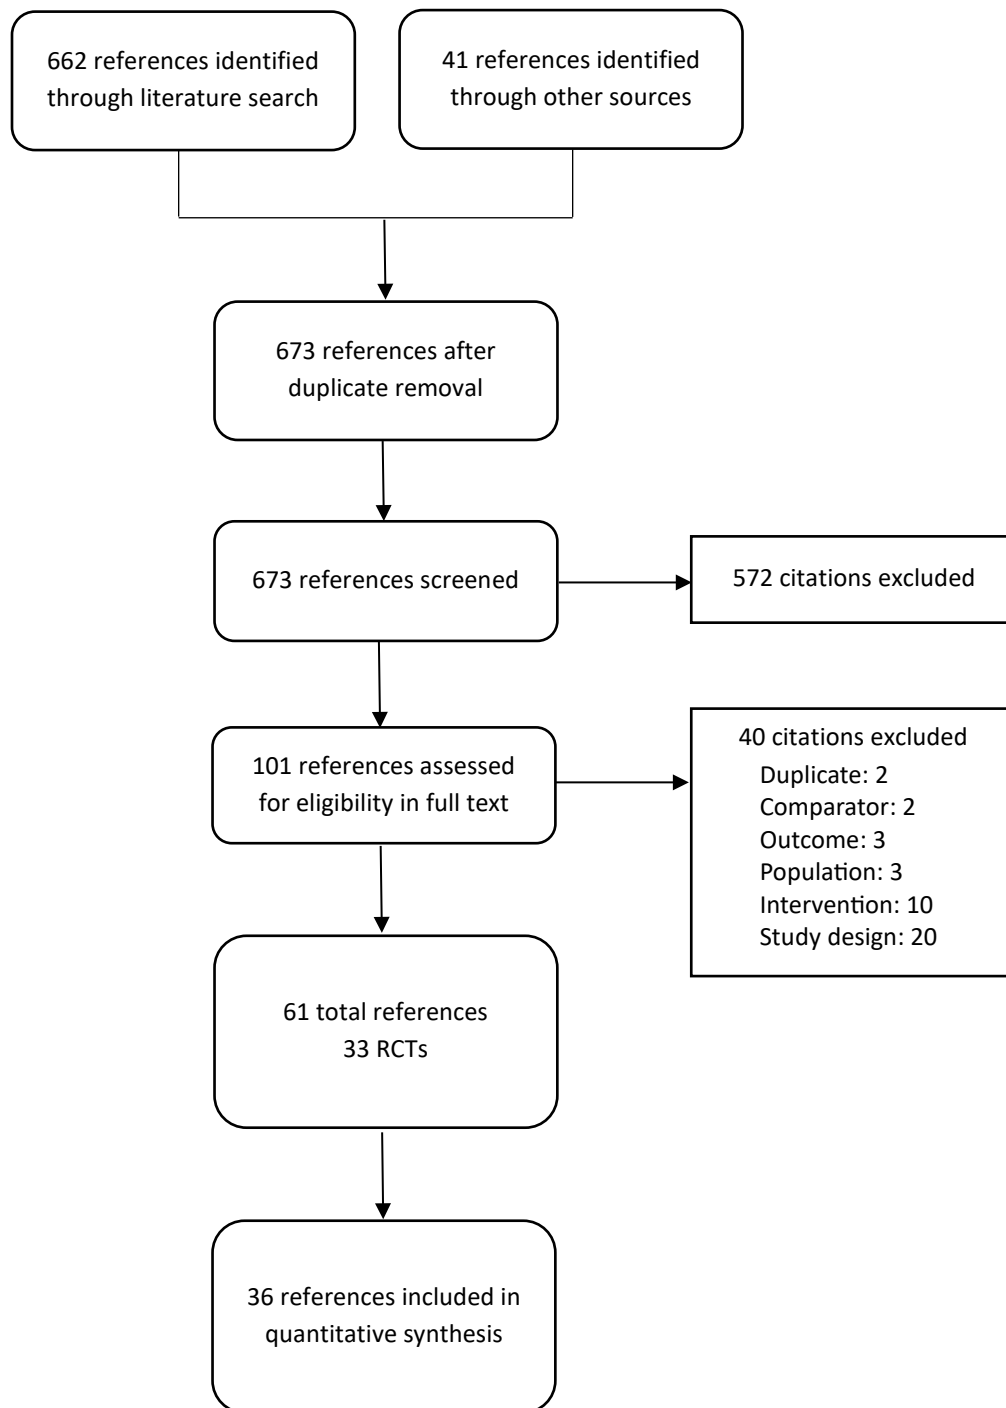 662 references identified
through literature search
41 references identified
through other sources
673 references after
duplicate removal
673 references screened
572 citations excluded
101 references assessed
for eligibility in full text
40 citations excluded
Duplicate: 2
Comparator: 2
Outcome: 3
Population: 3
Intervention: 10
Study design: 20
61 total references
33 RCTs
36 references included in
quantitative synthesis